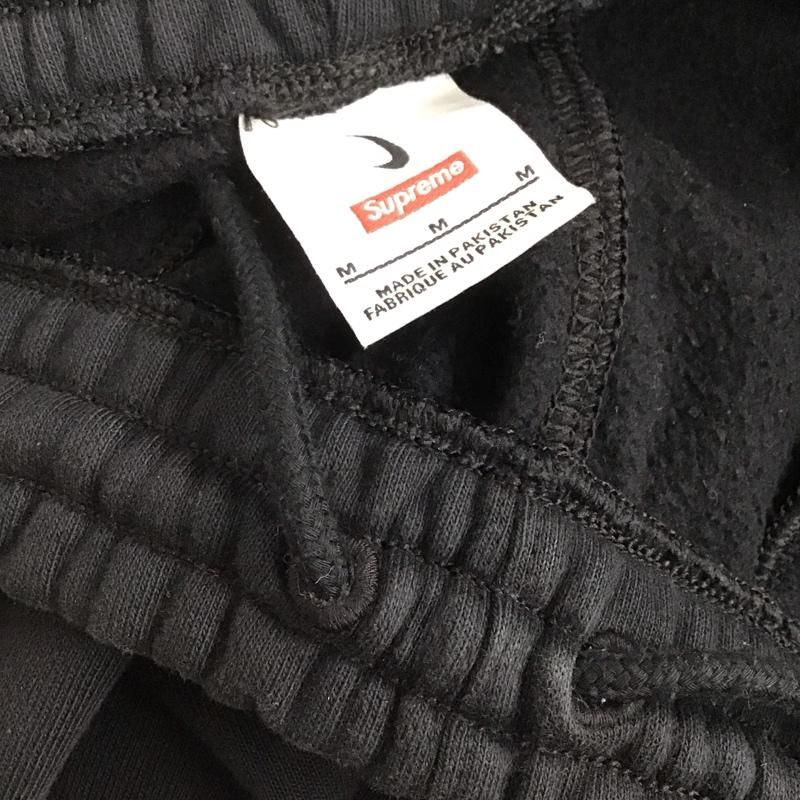 Supreme
M M M
MADE IN PAKISTAN
FABRIQUE AU PAKISTAN